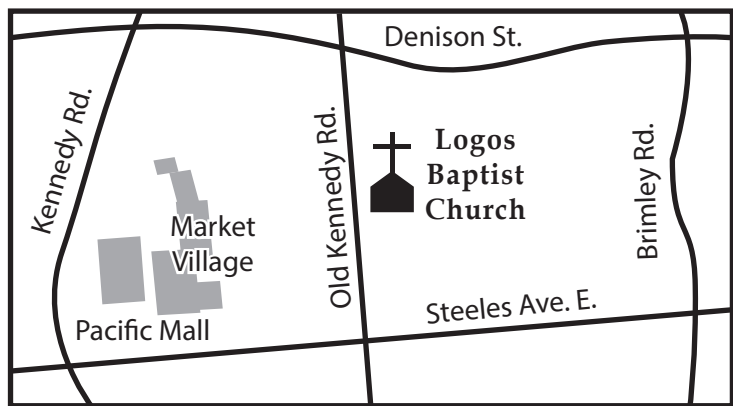 Denison St.
Kennedy Rd.
Old Kennedy Rd.
Logos
Baptist
Church
Brimley Rd.
Market
Village
Steeles Ave. E.
Pacific Mall